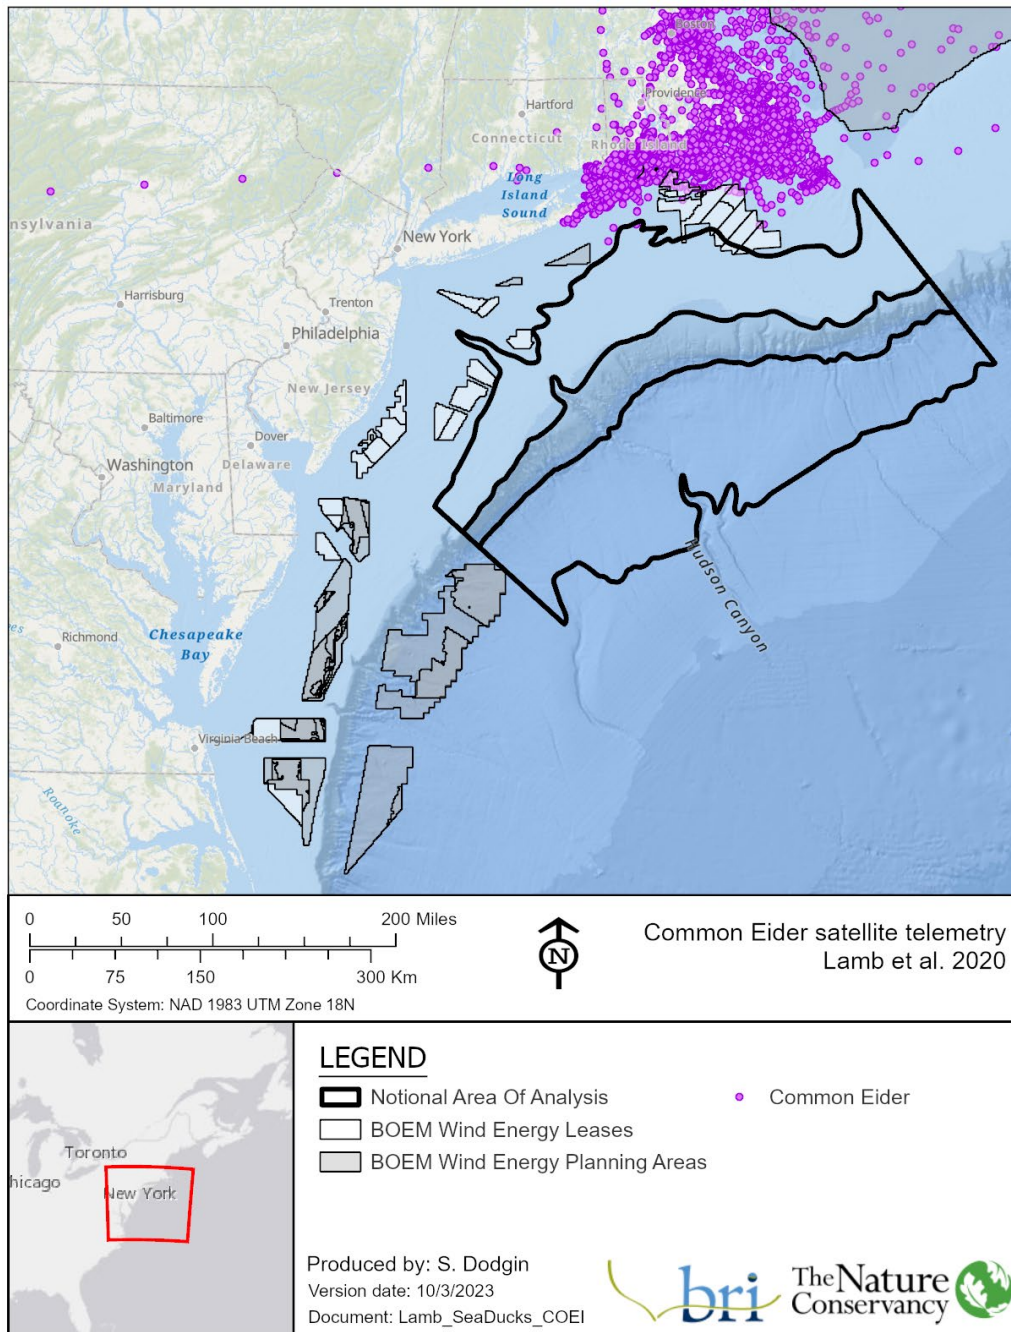 Boston
Providence
Hartford
Connecticut
Rhode Island
Long
Island
Sound
nsylvania
New York
Harrisburg
Trenton
Philadelphia
New Jersey
Baltimore
Dover
Washington
Delaware
Maryland
Hudson Canyon
Richmond
Chesapeake
Bay
Virginia Beach
Roanoke
0 50 100 200 Miles
0 75 150 300 Km
Coordinate System: NAD 1983 UTM Zone 18N
N
Common Eider satellite telemetry
Lamb et al. 2020
Toronto
hicago
New York
LEGEND
Notional Area Of Analysis
Common Eider
BOEM Wind Energy Leases
BOEM Wind Energy Planning Areas
Produced by: S. Dodgin
Version date: 10/3/2023
Document: Lamb_SeaDucks_COEI
bri
The Nature
Conservancy